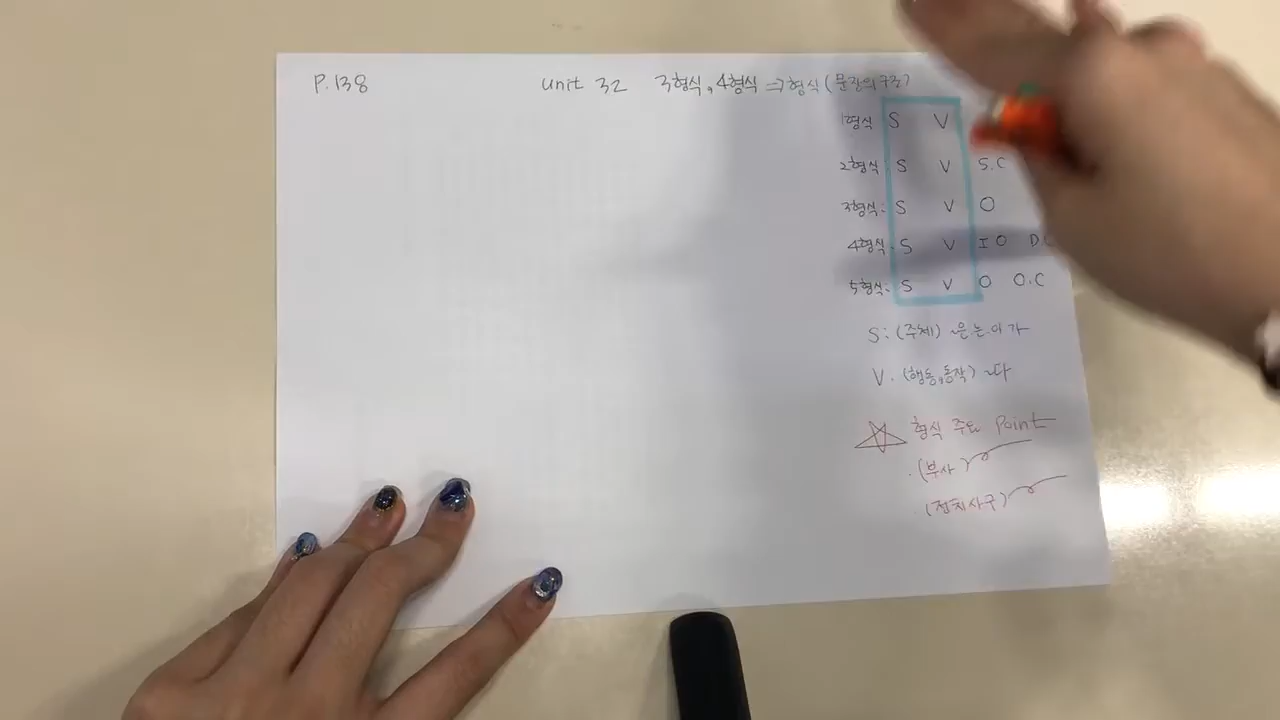 P.138 unit 32 3형식, 4형식 => 형식 (문장의 구조)
1형식 S V
2형식 S V S.C
3형식: S V O
4형식. S V I O D
5형식: S V O O.C
S: (주체) 은.는.이가
V. (행동, 동작) ~다
형식 주요 Point
. (부사)
. (전치사구)